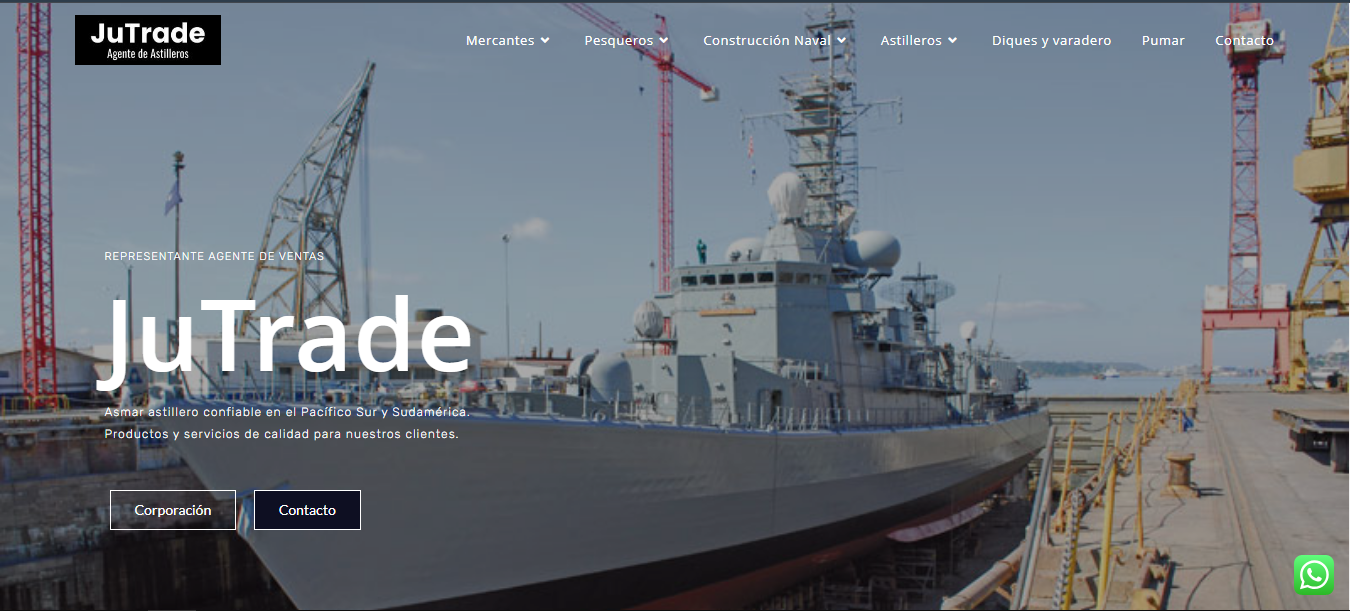 JuTrade
Agente de Astilleros
Mercantes
Pesqueros
Construcción Naval
Astilleros
Diques y varadero
Pumar
Contacto
REPRESENTANTE AGENTE DE VENTAS
JuTrade
Asmar astillero confiable en el Pacífico Sur y Sudamérica.
Productos y servicios de calidad para nuestros clientes.
Corporación
Contacto